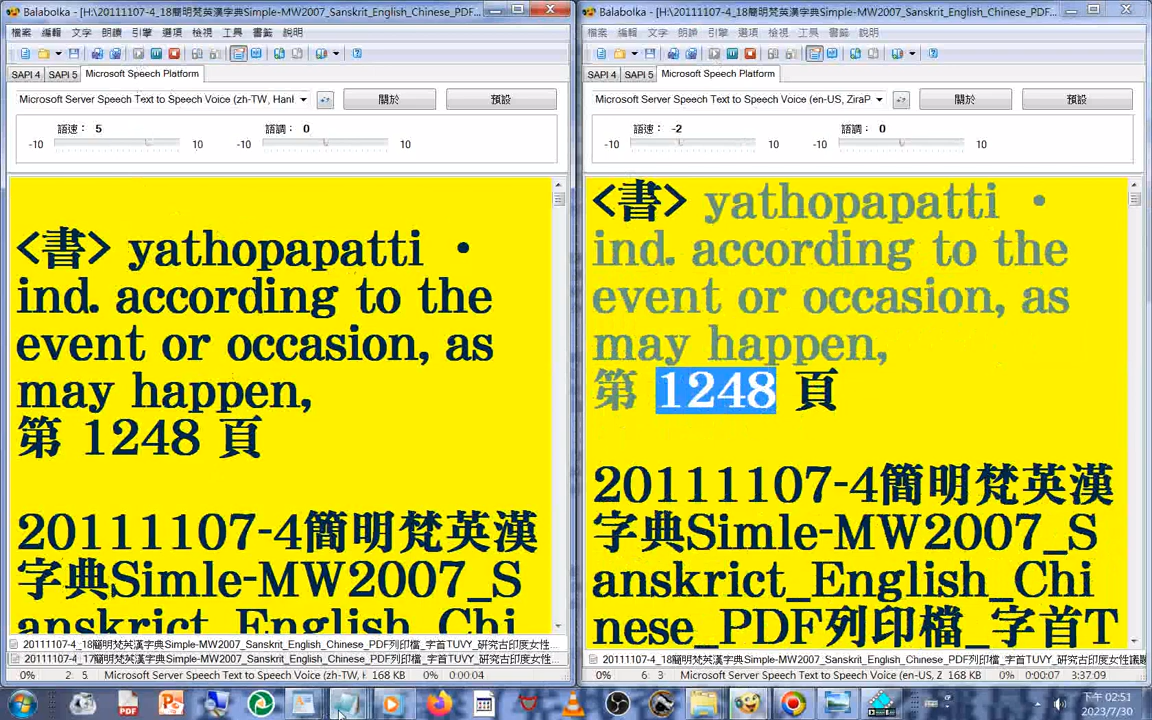 Balabolka - [H:\20111107-4_18簡明梵英漢字典Simple-MW2007_Sanskrit_English_Chinese_PDF...
檔案 編輯 文字 朗讀 引擎 選項 檢視 工具 書籤 說明
SAPI 4 SAPI 5 Microsoft Speech Platform
Microsoft Server Speech Text to Speech Voice (zh-TW, Hanl 關於 預設
語速： 5 語調： 0
-10 10 -10 10
<書> yathopapatti •
ind. according to the
event or occasion, as
may happen,
第 1248 頁
20111107-4簡明梵英漢
字典Simle-MW2007_S
anskrict_English_Chi
20111107-4_18簡明梵英漢字典Simple-MW2007_Sanskrit_English_Chinese_PDF列印檔_字首TUVY_研究古印度女性...
20111107-4_17簡明梵英漢字典Simple-MW2007_Sanskrit_English_Chinese_PDF列印檔_字首TUVY_研究古印度女性...
0% 2: 5 Microsoft Server Speech Text to Speech Voice (zh-TW, H 168 KB 0% 0:00:04
Balabolka - [H:\20111107-4_18簡明梵英漢字典Simple-MW2007_Sanskrit_English_Chinese_PDF...
檔案 編輯 文字 朗讀 引擎 選項 檢視 工具 書籤 說明
SAPI 4 SAPI 5 Microsoft Speech Platform
Microsoft Server Speech Text to Speech Voice (en-US, ZiraP 關於 預設
語速： -2 語調： 0
-10 10 -10 10
<書> yathopapatti •
ind. according to the
event or occasion, as
may happen,
第 1248 頁
20111107-4簡明梵英漢
字典Simle-MW2007_S
anskrict_English_Chi
nese_PDF列印檔_字首T
20111107-4_18簡明梵英漢字典Simple-MW2007_Sanskrit_English_Chinese_PDF列印檔_字首TUVY_研究古印度女性議題
0% 6: 3 Microsoft Server Speech Text to Speech Voice (en-US, Z 168 KB 0% 0:00:07 3:37:09
下午 02:51
2023/7/30